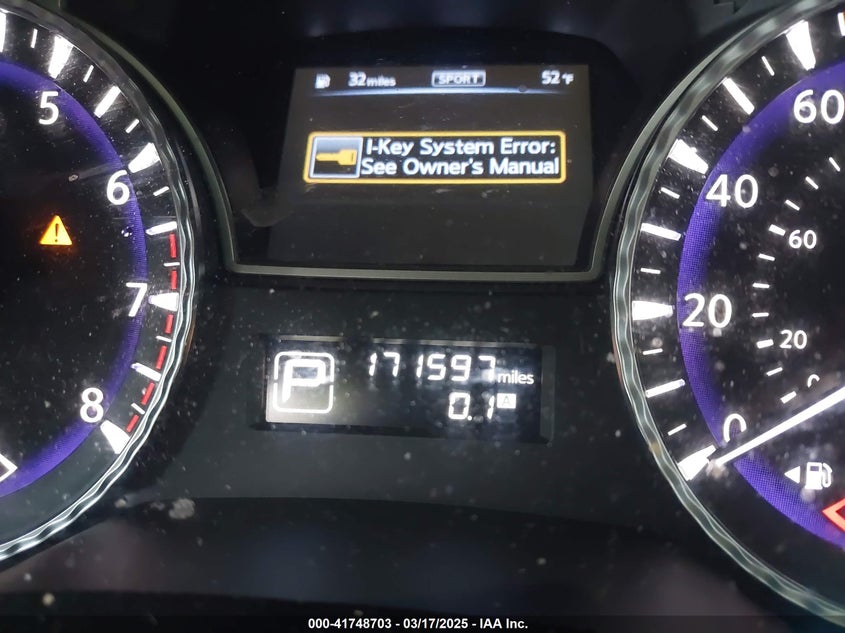 32 miles SPORT 52 °F
I-Key System Error:
See Owner's Manual
5
6
7
8
60
40
20
0
60
20
0
P 171597 miles
0.1 A
000-41748703 — 03/17/2025 - IAA Inc.